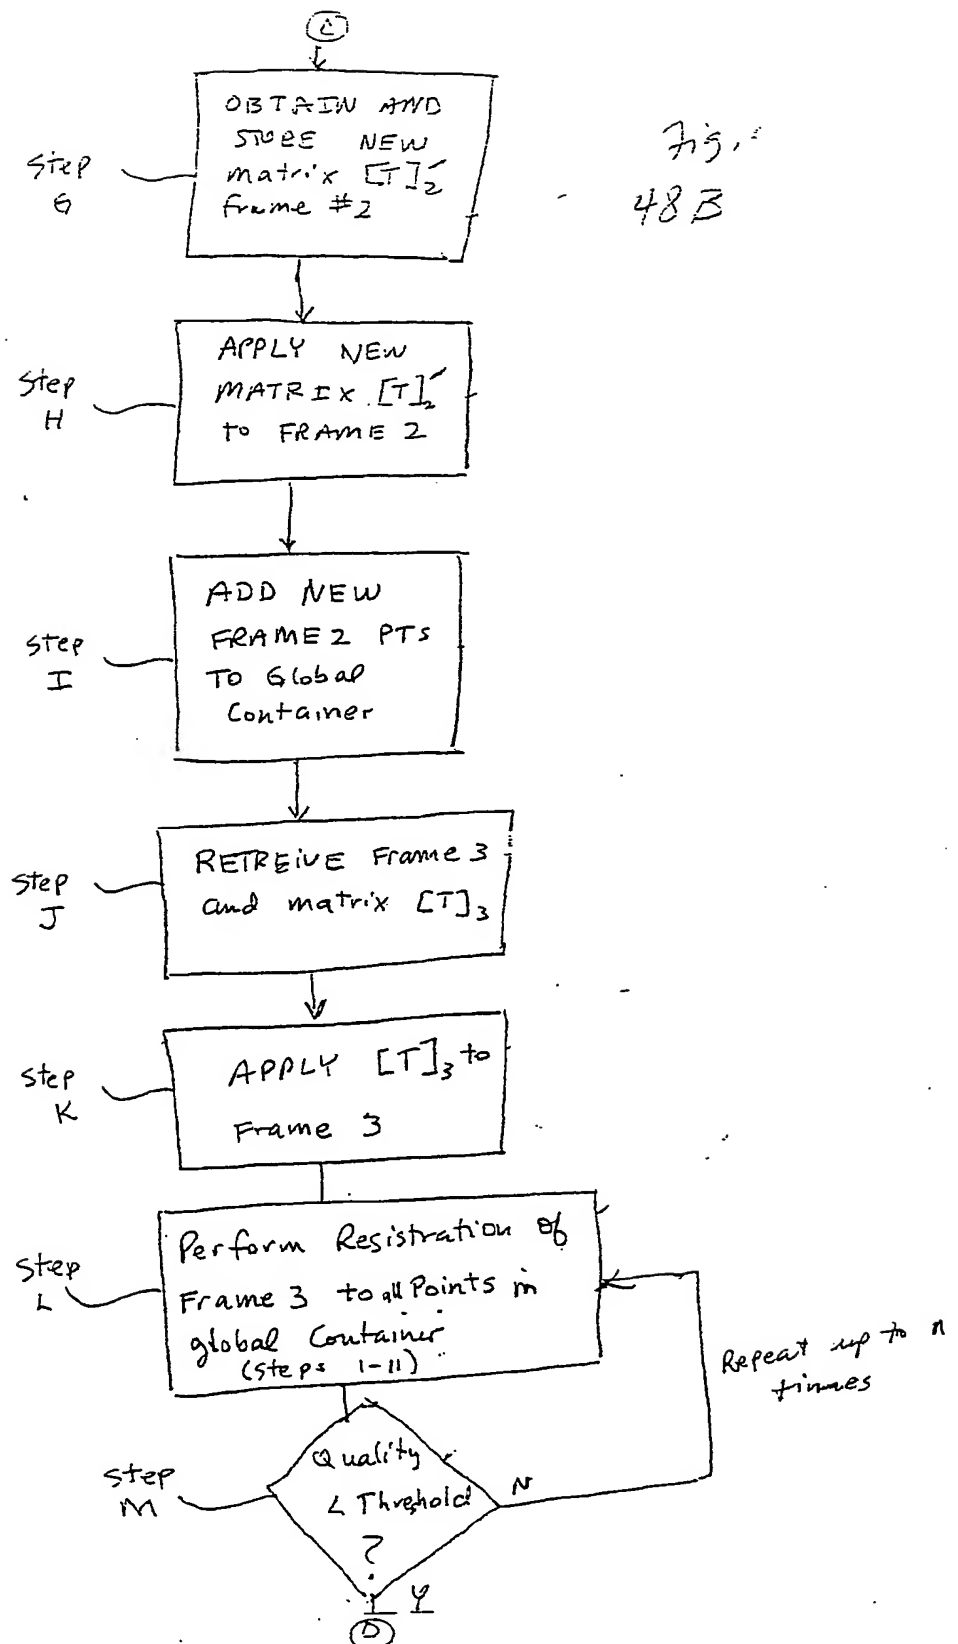 C
OBTAIN AND
STORE NEW
matrix [T]₂′
frame #2
Step
G
Fig.
48B
APPLY NEW
MATRIX [T]₂′
to FRAME 2
Step
H
ADD NEW
FRAME 2 PTS
TO Global
Container
Step
I
RETREIVE Frame 3
and matrix [T]₃
Step
J
APPLY [T]₃ to
Frame 3
Step
K
Perform Resistration of
Frame 3 to all Points in
global Container
(Steps 1-11)
Step
L
Repeat up to n
times
Quality
< Threshold
?
Step
M
N
Y
D